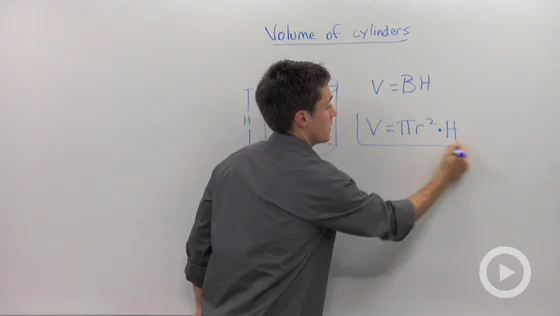 Volume of cylinders
V = BH
H
V = πr²·H